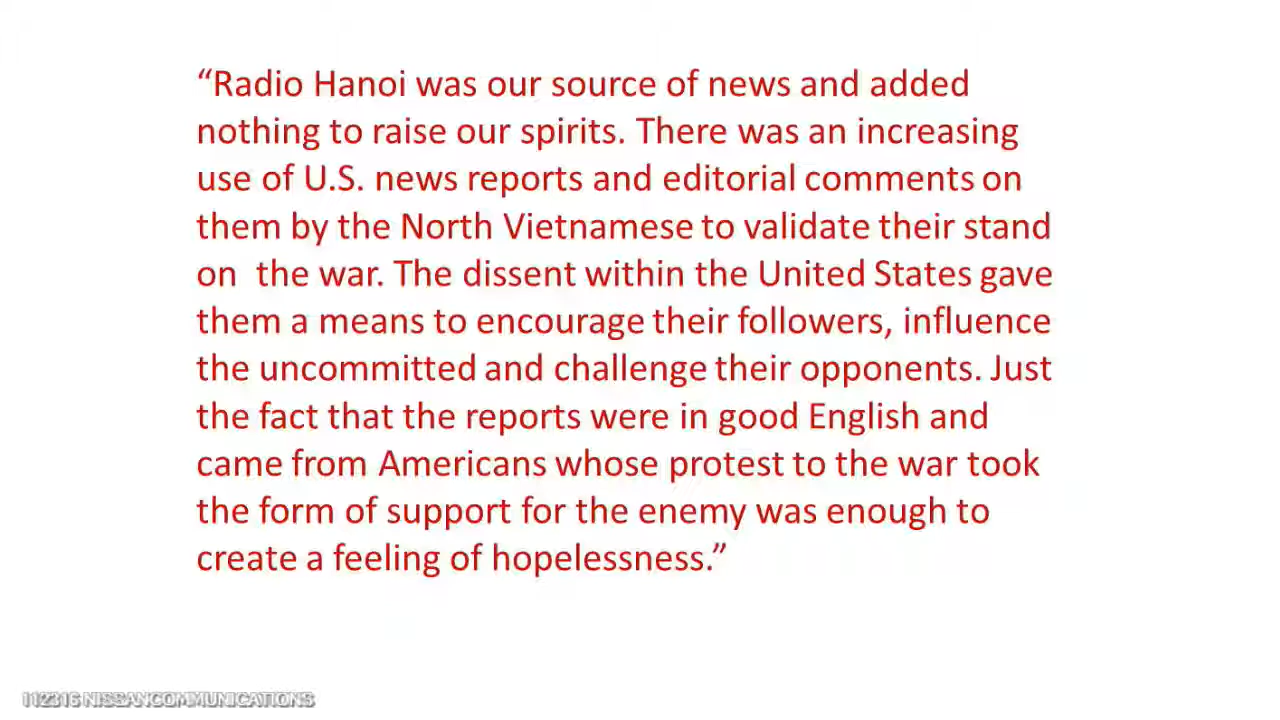 “Radio Hanoi was our source of news and added
nothing to raise our spirits. There was an increasing
use of U.S. news reports and editorial comments on
them by the North Vietnamese to validate their stand
on  the war. The dissent within the United States gave
them a means to encourage their followers, influence
the uncommitted and challenge their opponents. Just
the fact that the reports were in good English and
came from Americans whose protest to the war took
the form of support for the enemy was enough to
create a feeling of hopelessness.”
112316 NISSANCOMMUNICATIONS